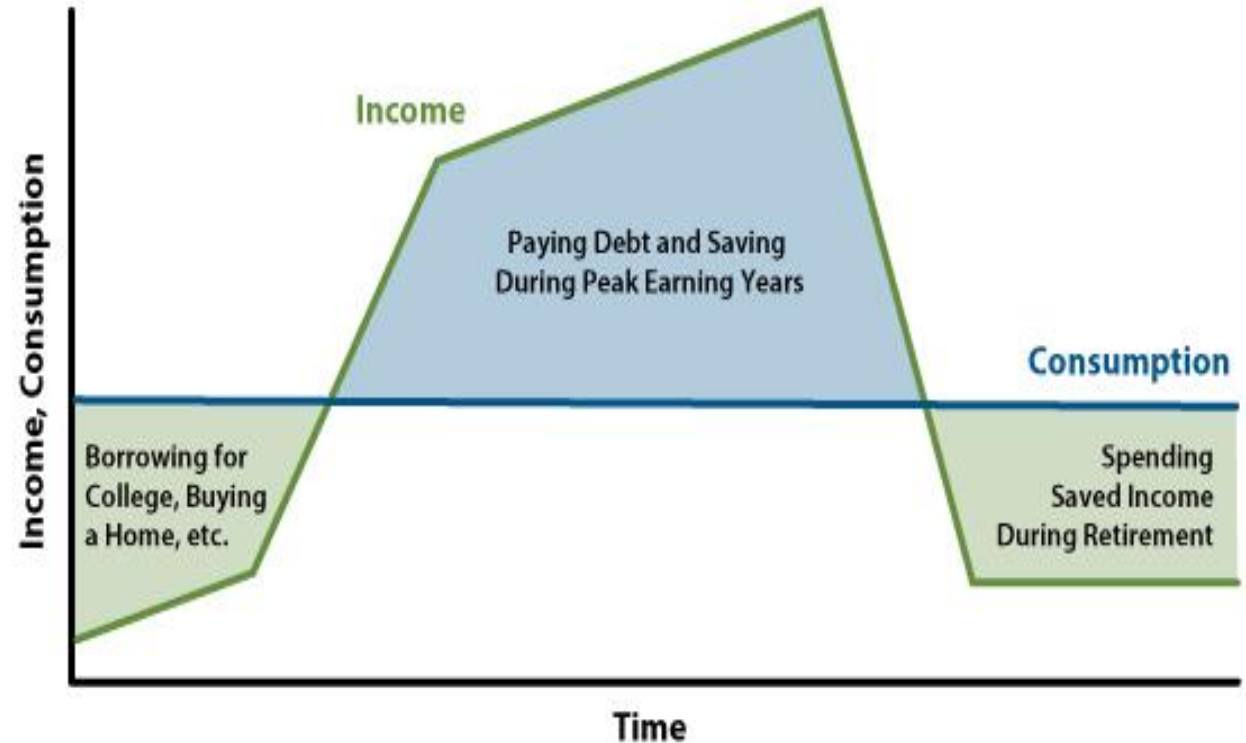 Income
Paying Debt and Saving
During Peak Earning Years
Consumption
Borrowing for
College, Buying
a Home, etc.
Spending
Saved Income
During Retirement
Income, Consumption
Time